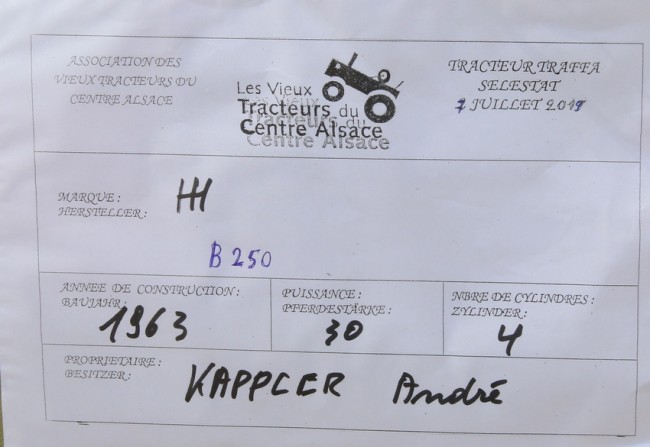 ASSOCIATION DES
VIEUX TRACTEURS DU
CENTRE ALSACE
Les Vieux
Tracteurs du
Centre Alsace
TRACTEUR TRAFFA
SELESTAT
7 JUILLET 2017
MARQUE :
HERSTELLER :
IH
B 250
ANNEE DE CONSTRUCTION :
BAUJAHR :
1963
PUISSANCE :
PFERDESTÄRKE :
30
NBRE DE CYLINDRES :
ZYLINDER :
4
PROPRIETAIRE :
BESITZER :
KAPPLER André